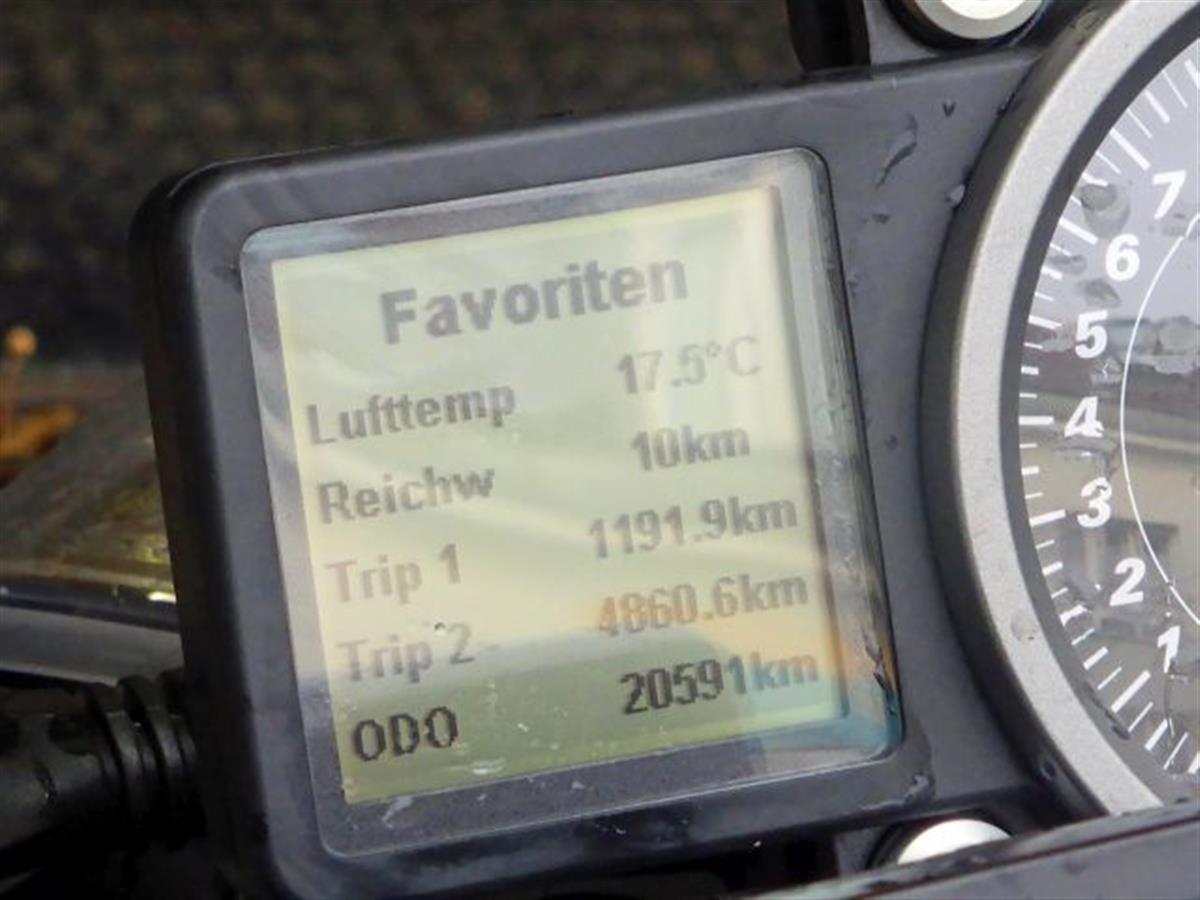 Favoriten
Lufttemp 17.5°C
Reichw 10km
Trip 1 1191.9km
Trip 2 4860.6km
ODO 20591km
7
6
5
4
3
2
1